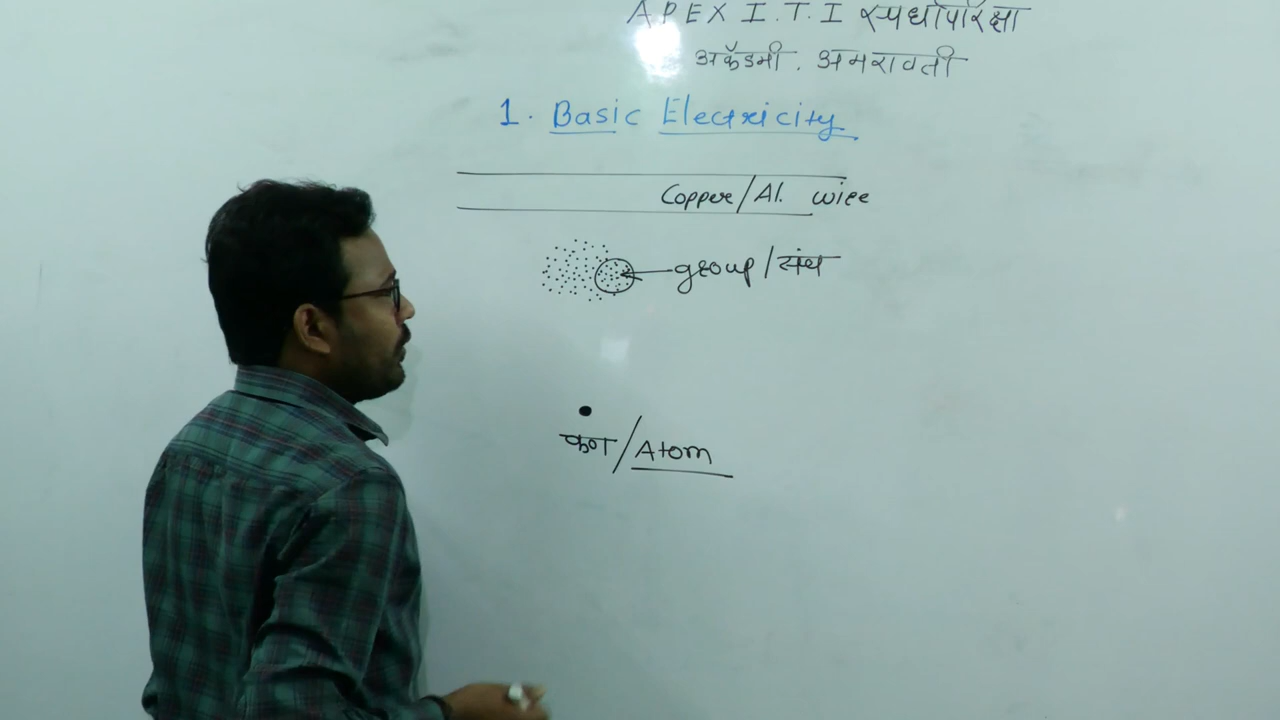 APEX I.T.I स्पर्धापरिक्षा
अकॅडमी. अमरावती
1. Basic Electricity
Copper/Al. wire
group/संघ
कण/Atom